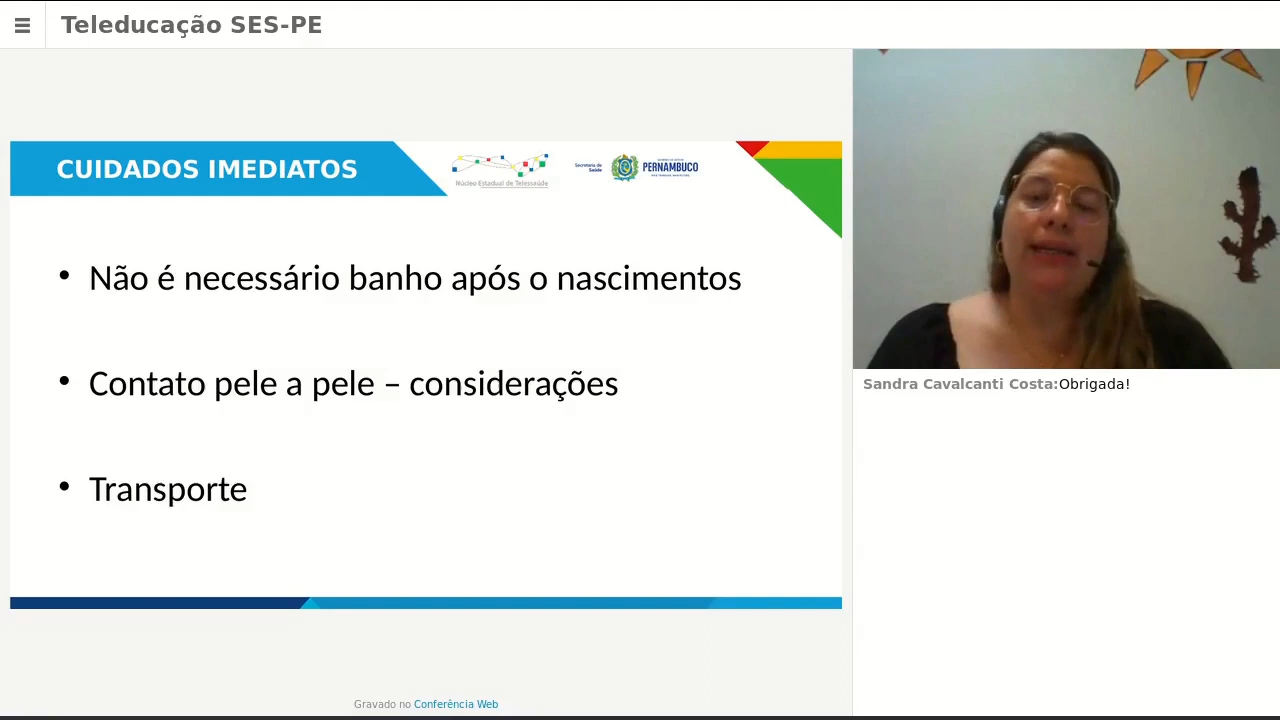 Teleducação SES-PE
CUIDADOS IMEDIATOS
Núcleo Estadual de Telessaúde
Secretaria de
Saúde
PERNAMBUCO
• Não é necessário banho após o nascimentos
• Contato pele a pele – considerações
• Transporte
Sandra Cavalcanti Costa:Obrigada!
Gravado no Conferência Web